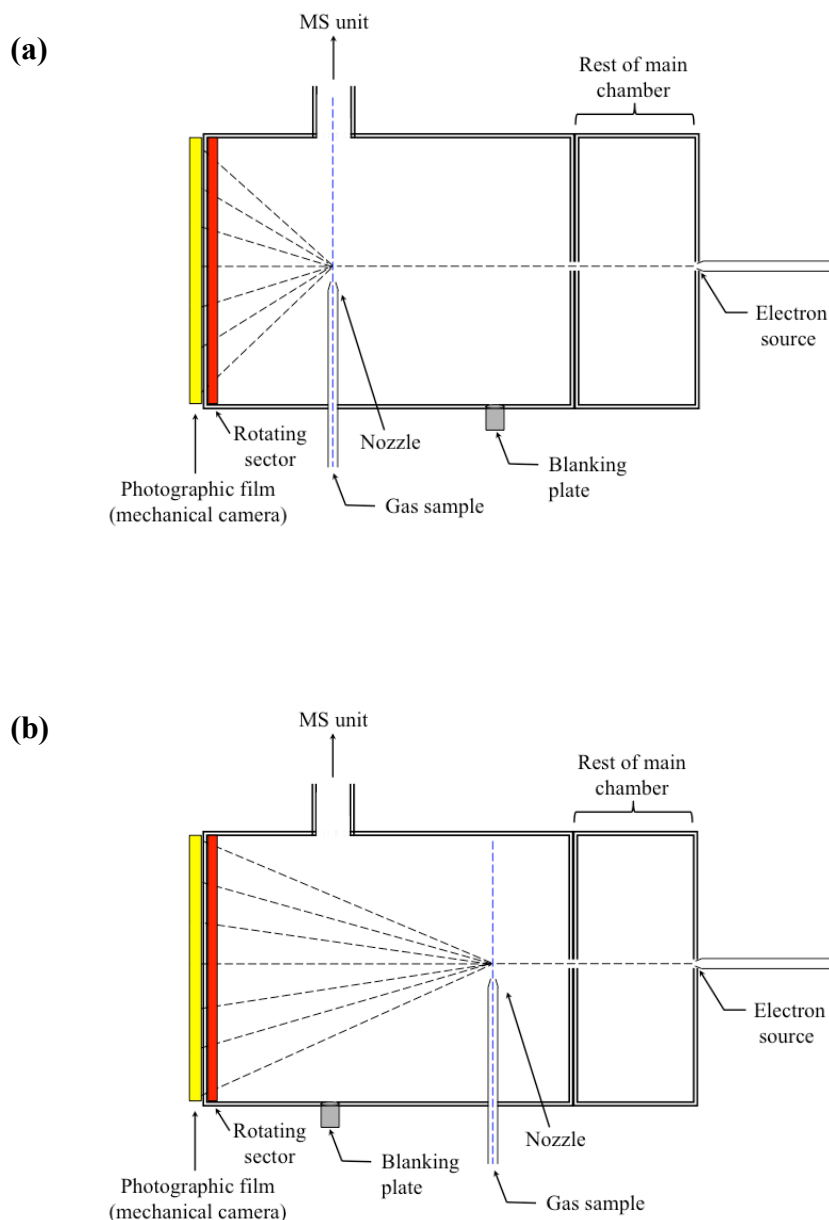 (a)
MS unit
Rest of main
chamber
Electron
source
Rotating
sector
Nozzle
Blanking
plate
Photographic film
(mechanical camera)
Gas sample
(b)
MS unit
Rest of main
chamber
Electron
source
Rotating
sector
Nozzle
Blanking
plate
Photographic film
(mechanical camera)
Gas sample